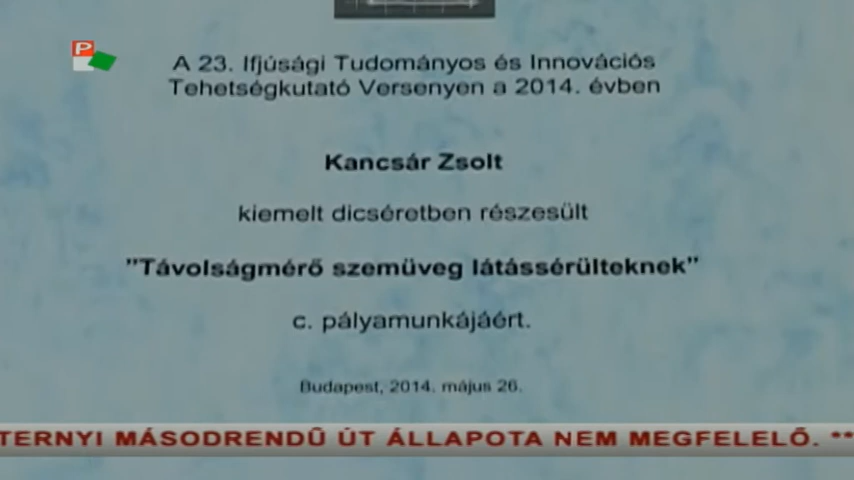 P
A 23. Ifjúsági Tudományos és Innovációs
Tehetségkutató Versenyen a 2014. évben
Kancsár Zsolt
kiemelt dicséretben részesült
"Távolságmérő szemüveg látássérülteknek"
c. pályamunkájáért.
Budapest, 2014. május 26.
TERNYI MÁSODRENDŰ ÚT ÁLLAPOTA NEM MEGFELELŐ. **